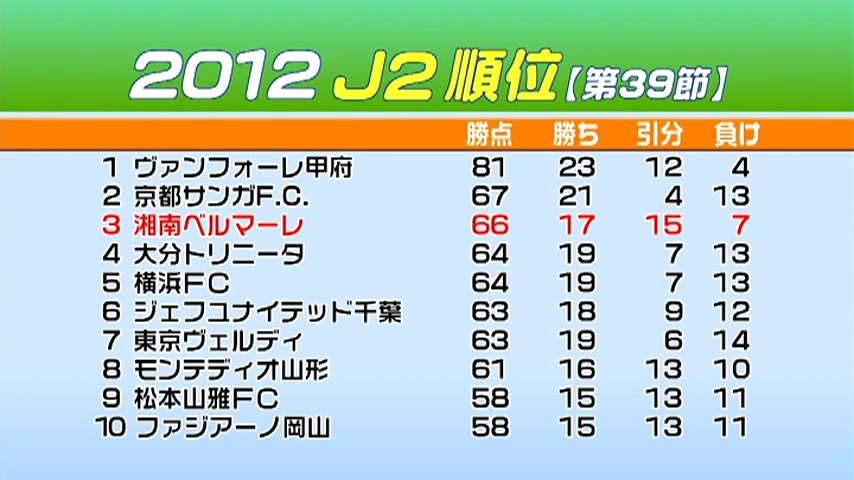 2012 J2 順位【第39節】
勝点 勝ち 引分 負け
1 ヴァンフォーレ甲府 81 23 12 4
2 京都サンガF.C. 67 21 4 13
3 湘南ベルマーレ 66 17 15 7
4 大分トリニータ 64 19 7 13
5 横浜FC 64 19 7 13
6 ジェフユナイテッド千葉 63 18 9 12
7 東京ヴェルディ 63 19 6 14
8 モンテディオ山形 61 16 13 10
9 松本山雅FC 58 15 13 11
10 ファジアーノ岡山 58 15 13 11